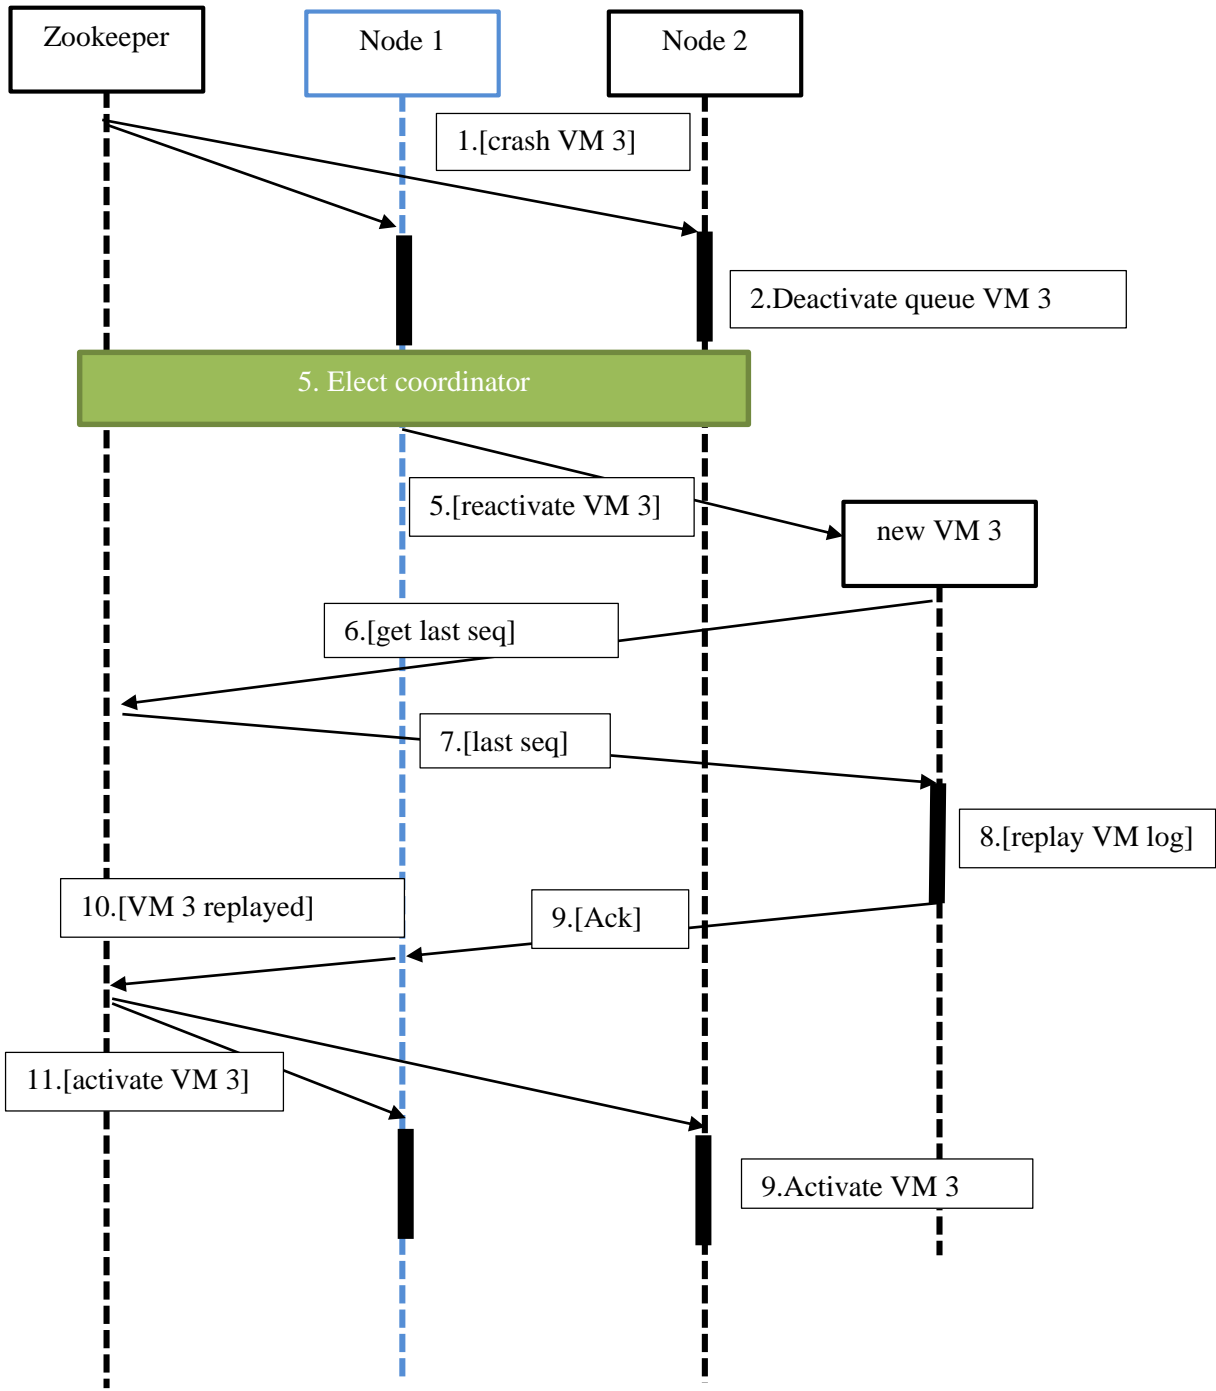 Zookeeper
Node 1
Node 2
1.[crash VM 3]
2.Deactivate queue VM 3
5. Elect coordinator
5.[reactivate VM 3]
new VM 3
6.[get last seq]
7.[last seq]
8.[replay VM log]
10.[VM 3 replayed]
9.[Ack]
11.[activate VM 3]
9.Activate VM 3